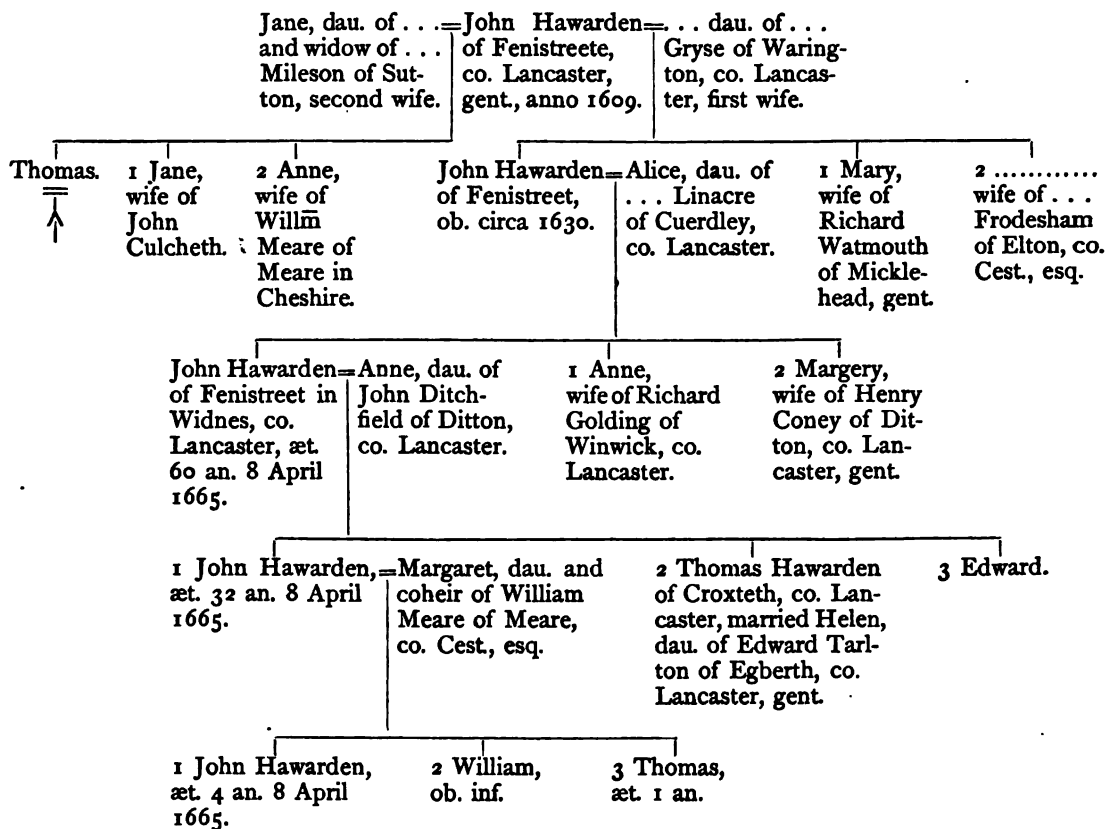 Jane, dau. of . . .
and widow of . . .
Mileson of Sut-
ton, second wife.
=
John Hawarden
of Fenistreete,
co. Lancaster,
gent., anno 1609.
=
. . . dau. of . . .
Gryse of Waring-
ton, co. Lancas-
ter, first wife.
Thomas.
1 Jane,
wife of
John
Culcheth.
2 Anne,
wife of
Willm̄
Meare of
Meare in
Cheshire.
John Hawarden
of Fenistreet,
ob. circa 1630.
=
Alice, dau. of
. . . Linacre
of Cuerdley,
co. Lancaster.
1 Mary,
wife of
Richard
Watmouth
of Mickle-
head, gent.
2 ............
wife of . . .
Frodesham
of Elton, co.
Cest., esq.
John Hawarden
of Fenistreet in
Widnes, co.
Lancaster, æt.
60 an. 8 April
1665.
=
Anne, dau. of
John Ditch-
field of Ditton,
co. Lancaster.
1 Anne,
wife of Richard
Golding of
Winwick, co.
Lancaster.
2 Margery,
wife of Henry
Coney of Dit-
ton, co. Lan-
caster, gent.
1 John Hawarden,
æt. 32 an. 8 April
1665.
=
Margaret, dau. and
coheir of William
Meare of Meare,
co. Cest., esq.
2 Thomas Hawarden
of Croxteth, co. Lan-
caster, married Helen,
dau. of Edward Tarl-
ton of Egberth, co.
Lancaster, gent.
3 Edward.
1 John Hawarden,
æt. 4 an. 8 April
1665.
2 William,
ob. inf.
3 Thomas,
æt. 1 an.